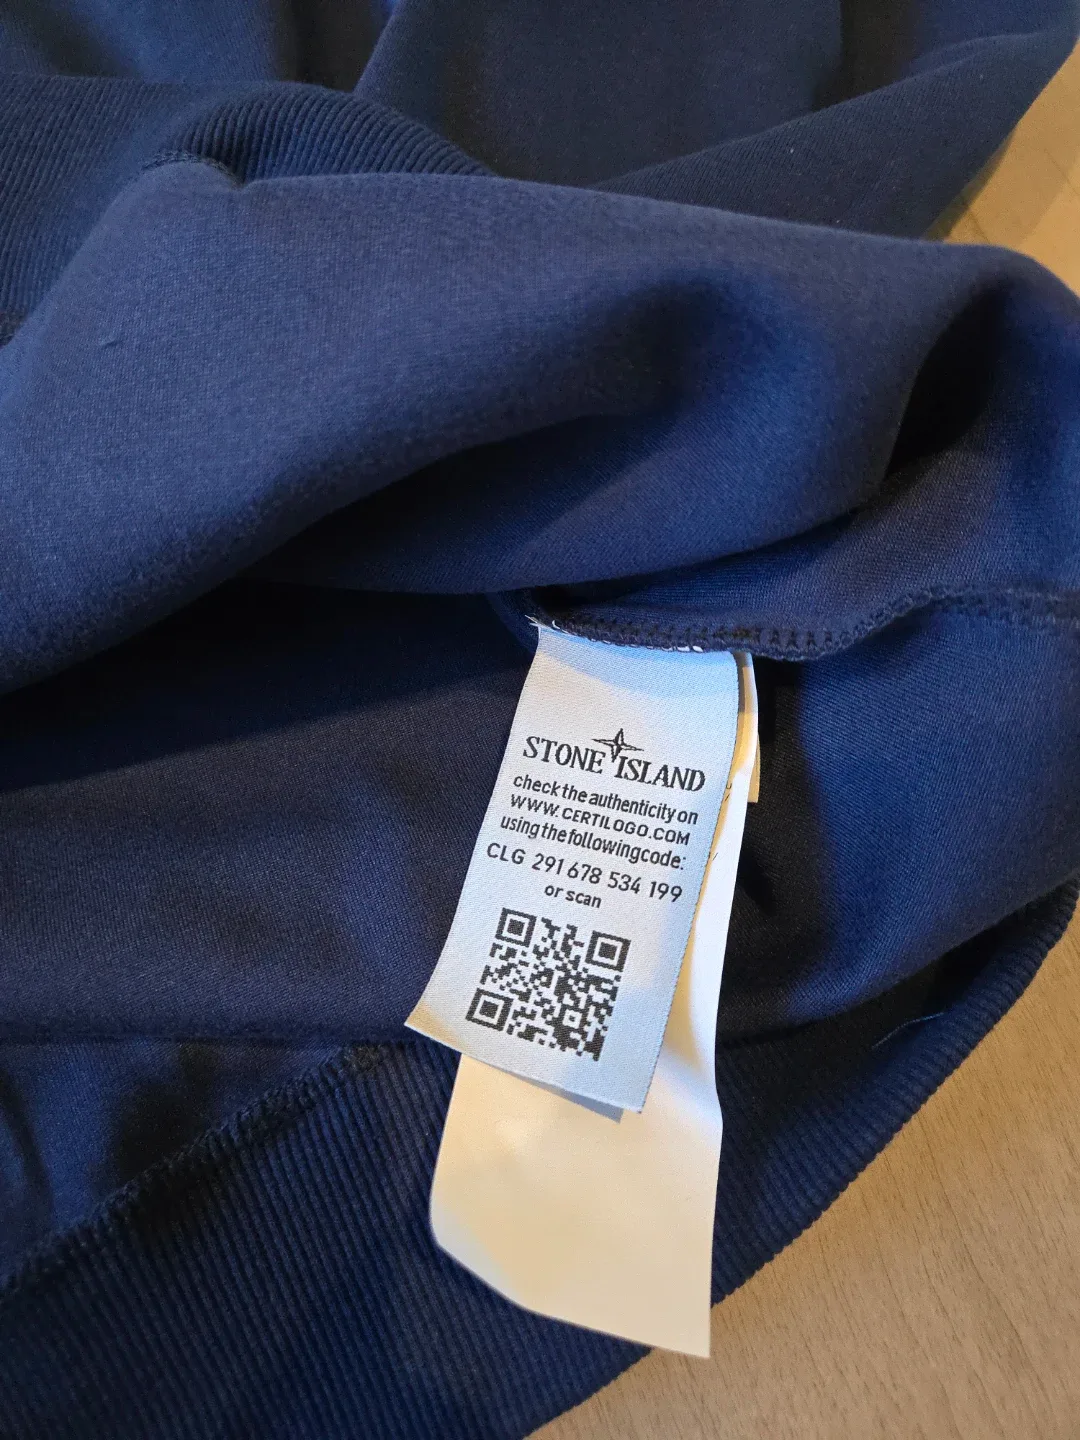 STONE ISLAND
check the authenticity on
WWW.CERTILOGO.COM
using the following code:
CLG 291 678 534 199
or scan